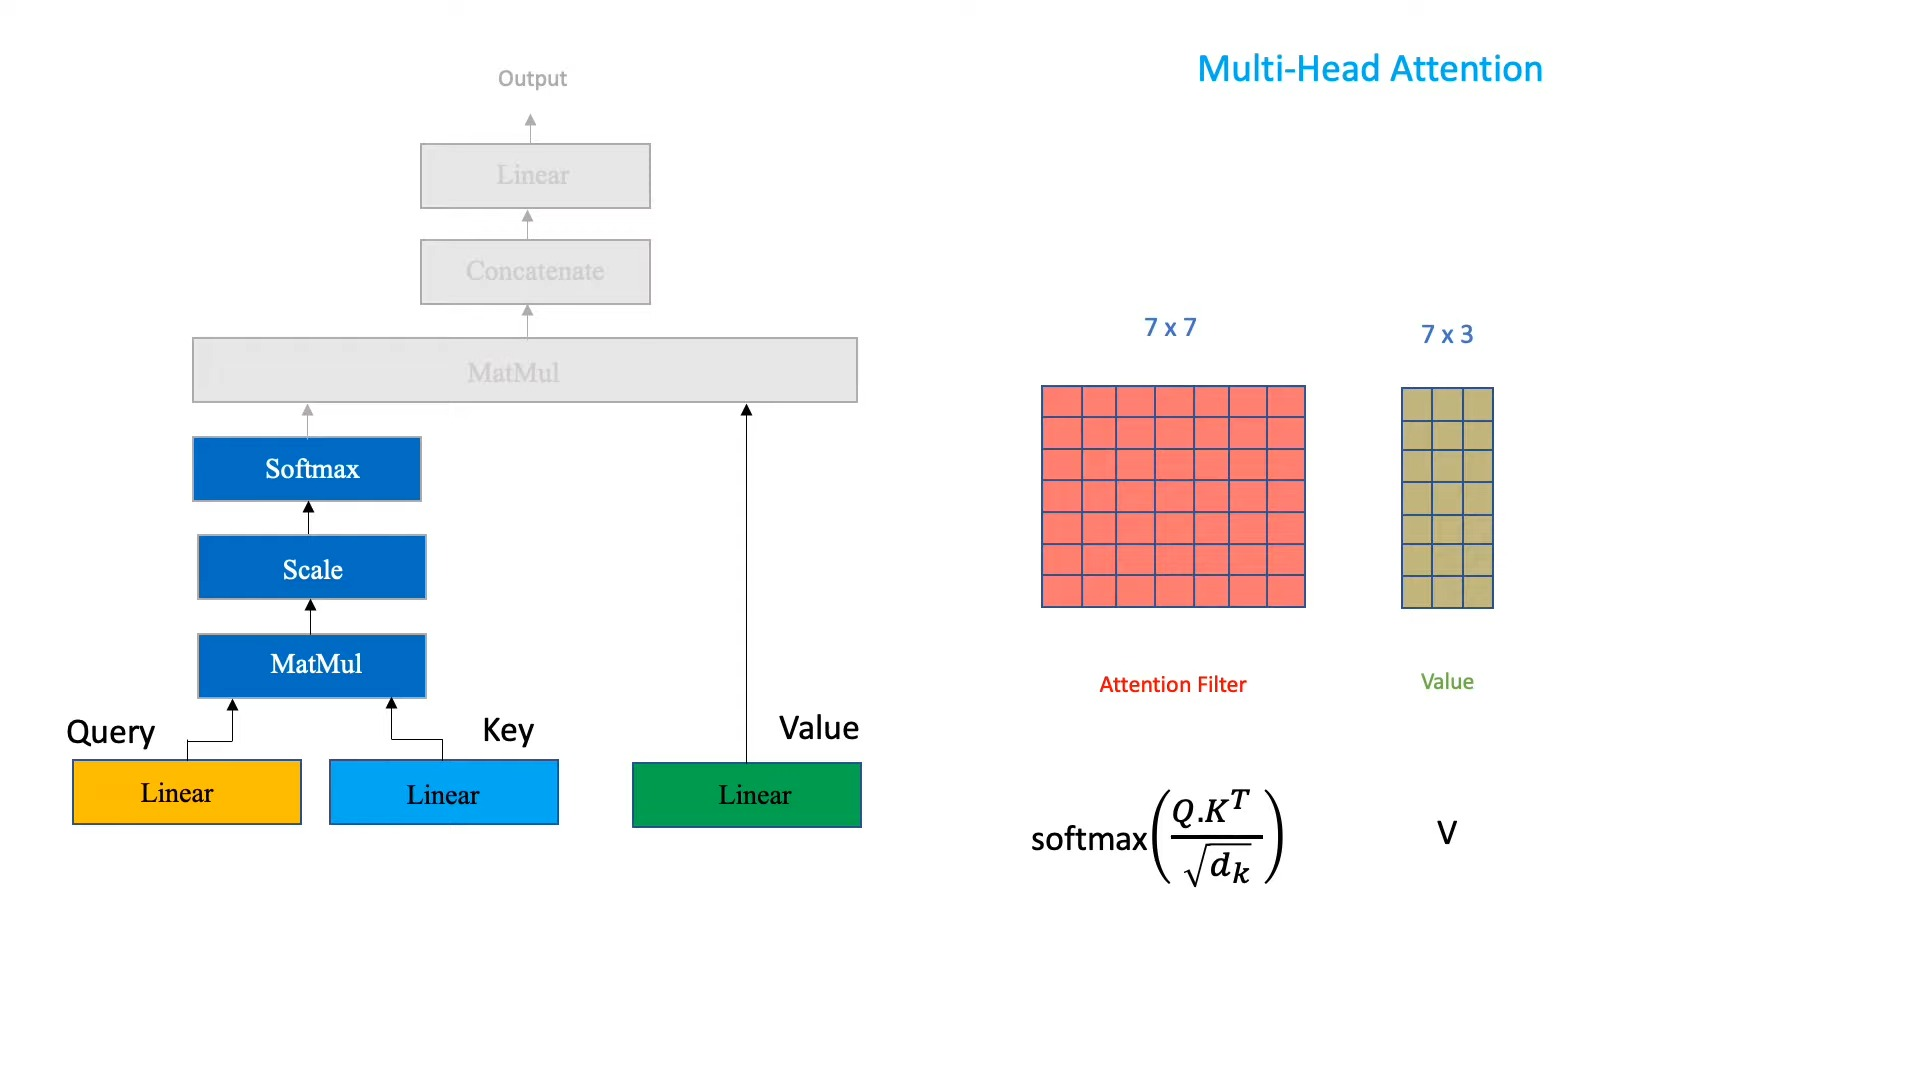 Multi-Head Attention
Output
Linear
Concatenate
MatMul
Softmax
Scale
MatMul
Query
Key
Value
Linear
Linear
Linear
7 x 7
7 x 3
Attention Filter
Value
softmax(Q.K^T / √d_k)
V